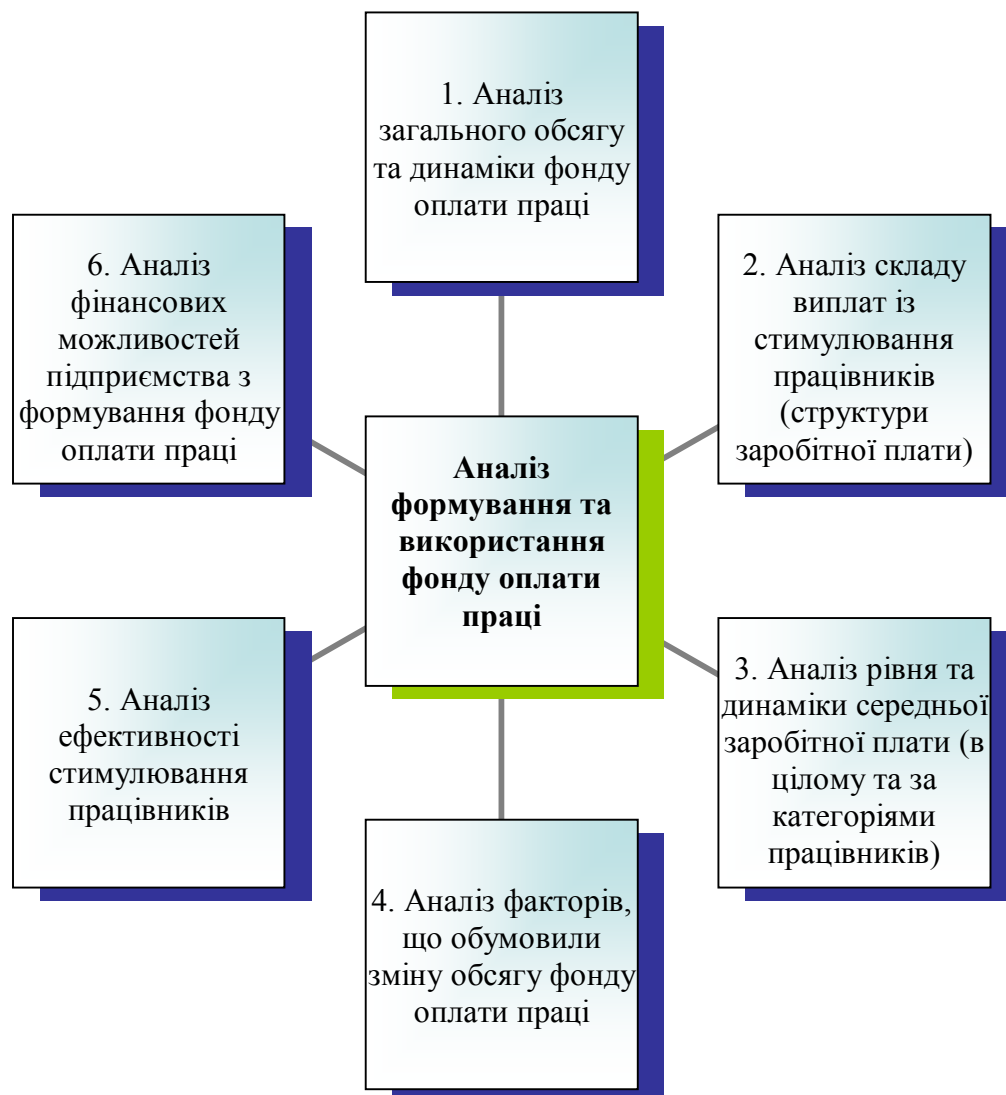 1. Аналіз
загального обсягу
та динаміки фонду
оплати праці
2. Аналіз складу
виплат із
стимулювання
працівників
(структури
заробітної плати)
3. Аналіз рівня та
динаміки середньої
заробітної плати (в
цілому та за
категоріями
працівників)
4. Аналіз факторів,
що обумовили
зміну обсягу фонду
оплати праці
5. Аналіз
ефективності
стимулювання
працівників
6. Аналіз
фінансових
можливостей
підприємства з
формування фонду
оплати праці
Аналіз
формування та
використання
фонду оплати
праці